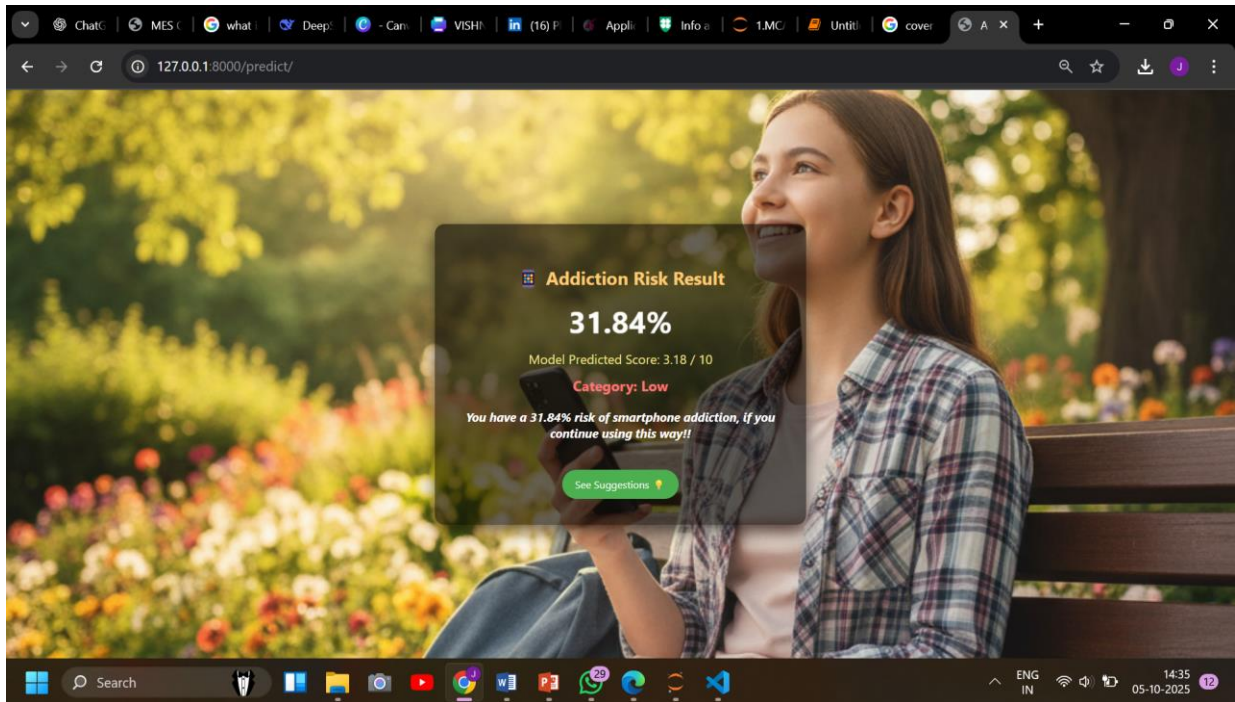 ChatG
MES C
what i
DeepS
- Can
VISHN
(16) P
Applic
Info a
1.MCA
Untitl
cover
A
127.0.0.1:8000/predict/
J
Addiction Risk Result
31.84%
Model Predicted Score: 3.18 / 10
Category: Low
You have a 31.84% risk of smartphone addiction, if you
continue using this way!!
See Suggestions
Search
29
ENG
IN
14:35
05-10-2025
12